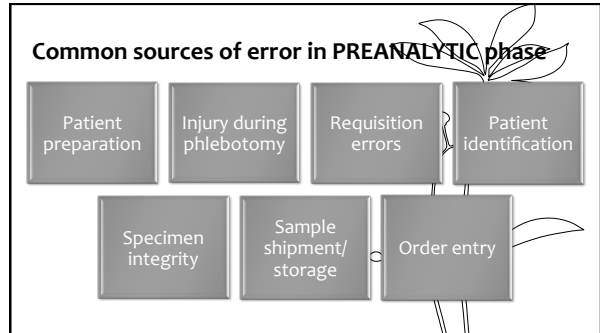 Common sources of error in PREANALYTIC phase
Patient
preparation
Injury during
phlebotomy
Requisition
errors
Patient
identification
Specimen
integrity
Sample
shipment/
storage
Order entry